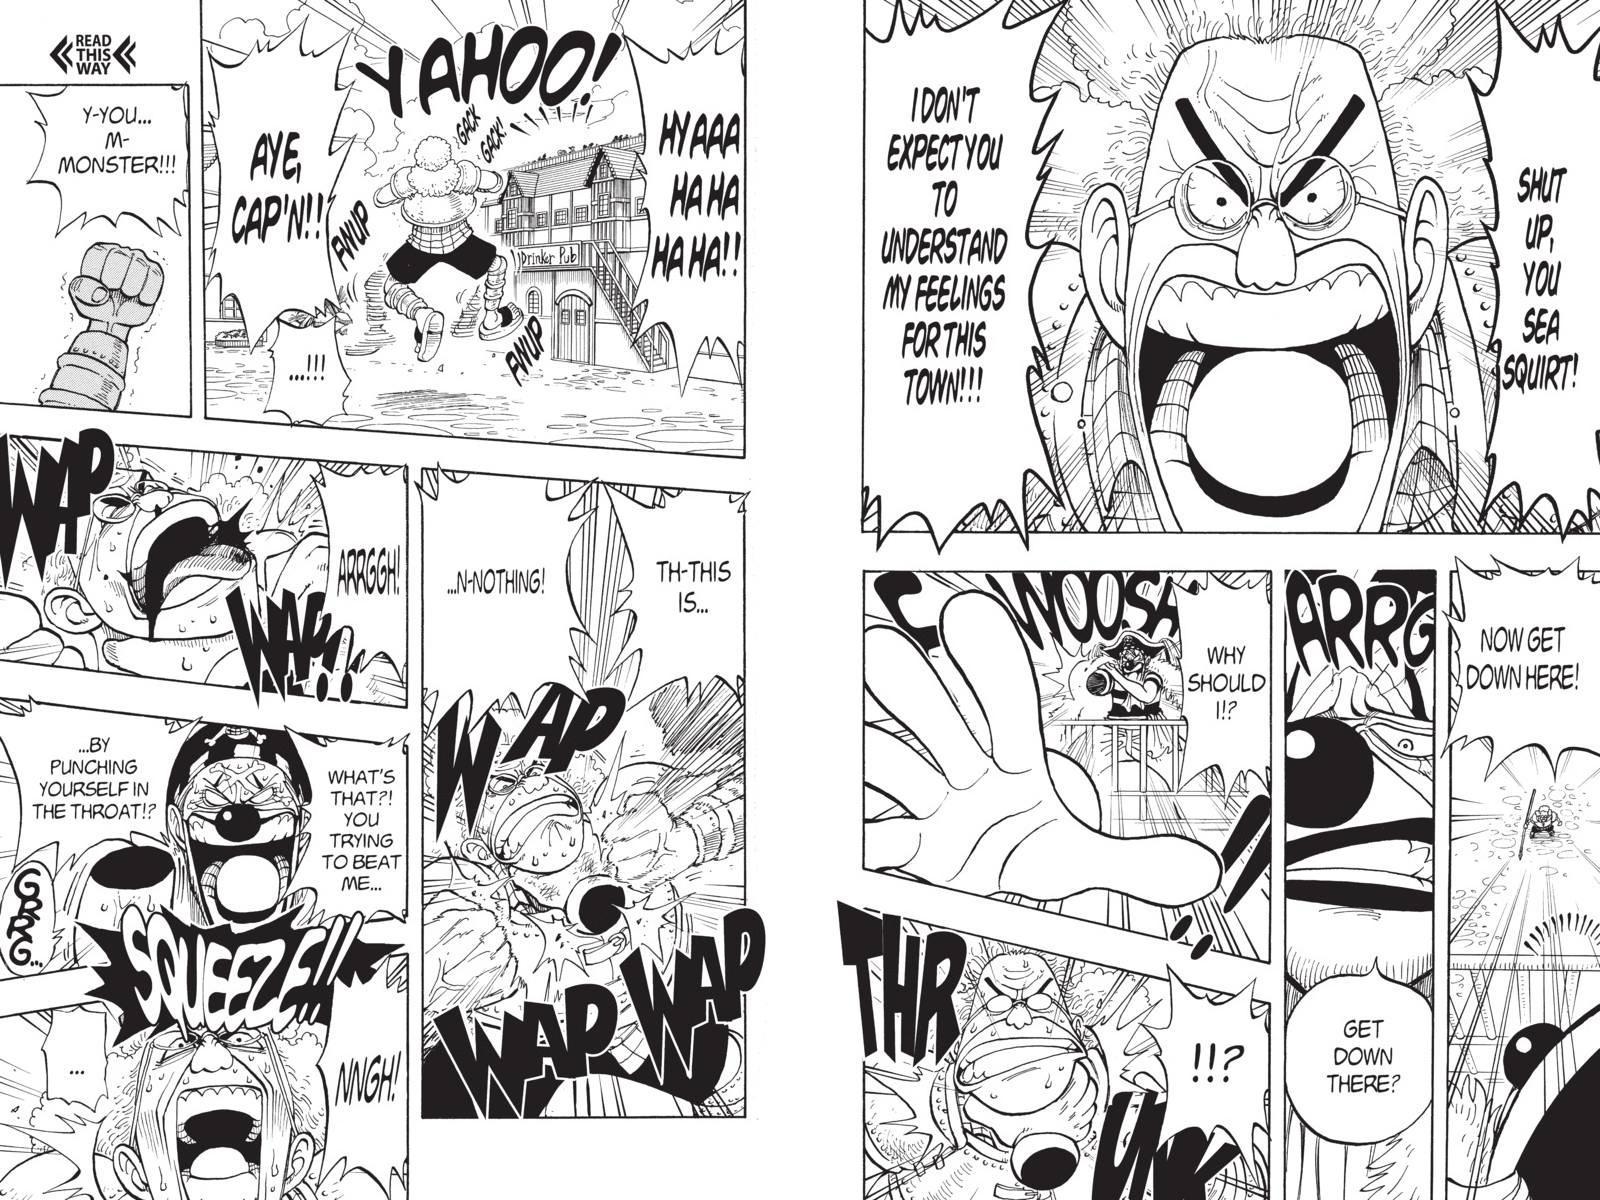 SHUT
UP,
YOU
SEA
SQUIRT!
I DON'T
EXPECT YOU
TO
UNDERSTAND
MY FEELINGS
FOR THIS
TOWN!!!
NOW GET
DOWN HERE!
ARRG
GET
DOWN
THERE?
WHY
SHOULD
I!?
WOOSA
!!?
THR
UNK
READ
THIS
WAY
HYAAA
HA HA
HA HA!!
YAHOO!
GACK
GACK!
FWUP
FWUP
Drinker Pub
AYE,
CAP'N!!
...!!!
Y-YOU...
M-
MONSTER!!!
TH-THIS
IS...
...N-NOTHING!
WAP
WAP
WAP
ARRGGH!
WAP
WAP!!
WHAT'S
THAT?!
YOU
TRYING
TO BEAT
ME...
...BY
PUNCHING
YOURSELF IN
THE THROAT!?
GRRG...
SQUEEZE!!
NNGH!
...